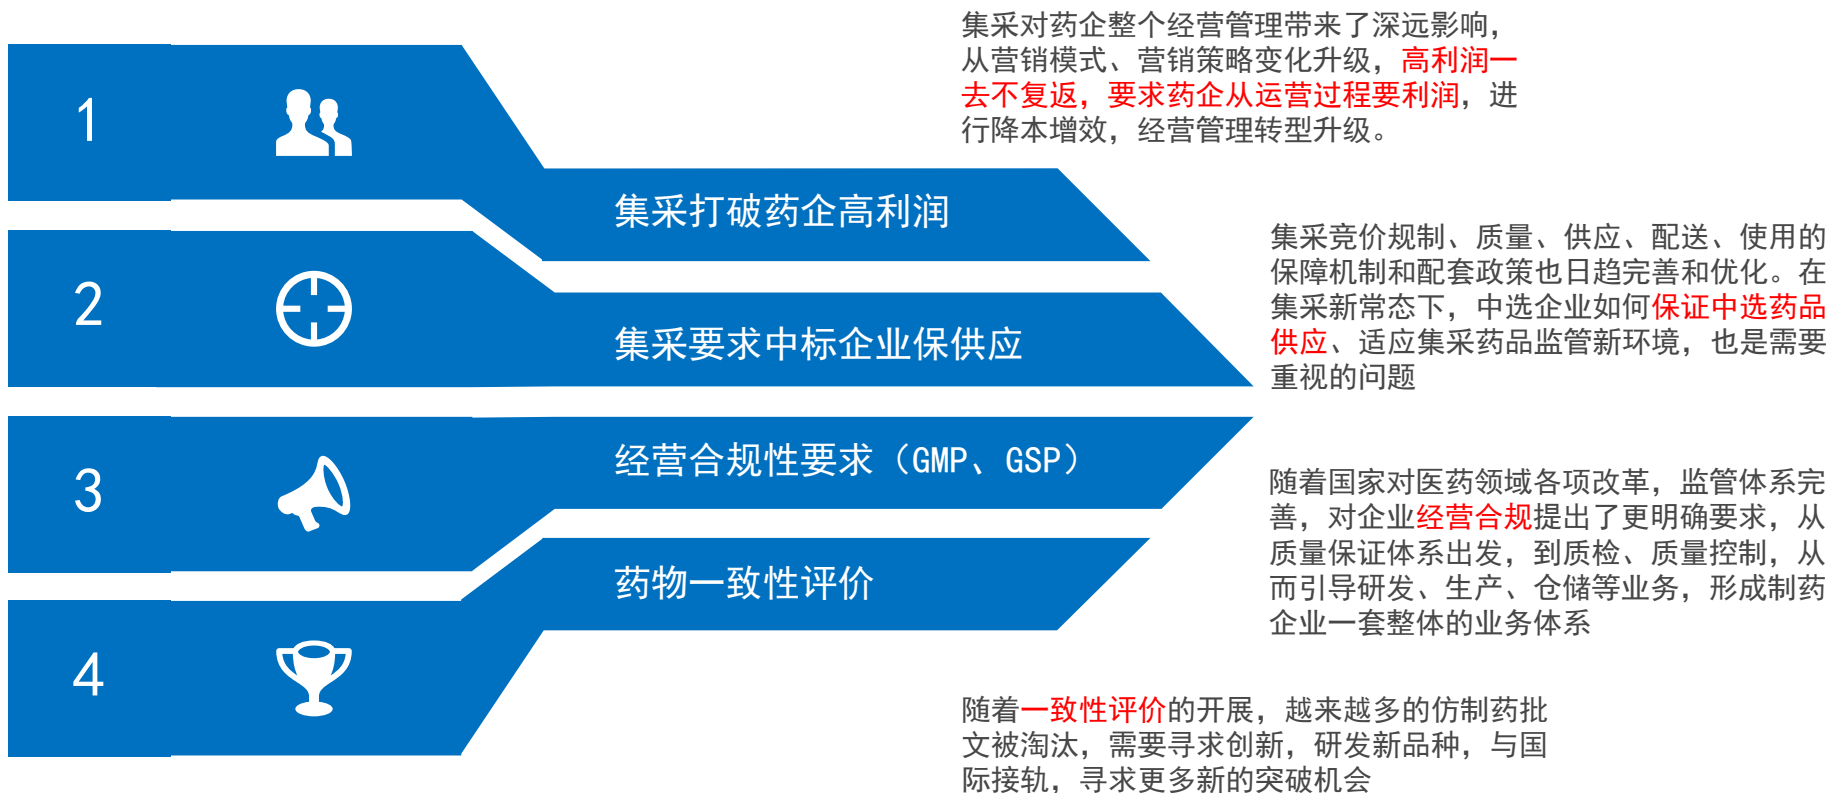 1
集采打破药企高利润
集采对药企整个经营管理带来了深远影响，
从营销模式、营销策略变化升级，高利润一
去不复返，要求药企从运营过程要利润，进
行降本增效，经营管理转型升级。
2
集采要求中标企业保供应
集采竞价规制、质量、供应、配送、使用的
保障机制和配套政策也日趋完善和优化。在
集采新常态下，中选企业如何保证中选药品
供应、适应集采药品监管新环境，也是需要
重视的问题
3
经营合规性要求（GMP、GSP）
随着国家对医药领域各项改革，监管体系完
善，对企业经营合规提出了更明确要求，从
质量保证体系出发，到质检、质量控制，从
而引导研发、生产、仓储等业务，形成制药
企业一套整体的业务体系
4
药物一致性评价
随着一致性评价的开展，越来越多的仿制药批
文被淘汰，需要寻求创新，研发新品种，与国
际接轨，寻求更多新的突破机会